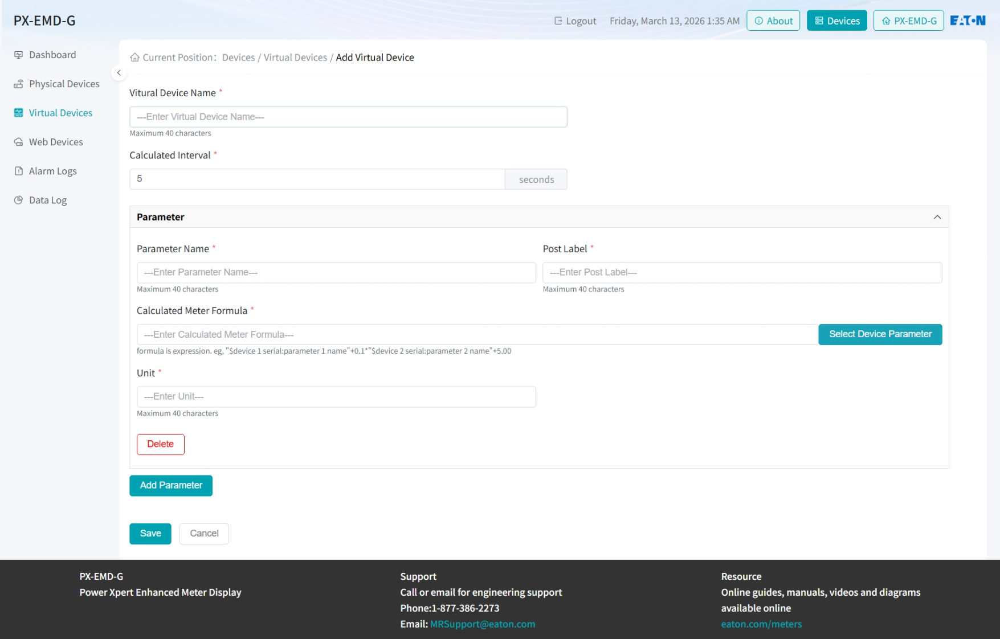 PX-EMD-G
Logout
Friday, March 13, 2026 1:35 AM
About
Devices
PX-EMD-G
EATON
Dashboard
Physical Devices
Virtual Devices
Web Devices
Alarm Logs
Data Log
Current Position: Devices / Virtual Devices / Add Virtual Device
Vitural Device Name *
---Enter Virtual Device Name---
Maximum 40 characters
Calculated Interval *
5
seconds
Parameter
Parameter Name *
Post Label *
---Enter Parameter Name---
---Enter Post Label---
Maximum 40 characters
Maximum 40 characters
Calculated Meter Formula *
---Enter Calculated Meter Formula---
Select Device Parameter
formula is expression. eg, "$device 1 serial:parameter 1 name"+0.1*"$device 2 serial:parameter 2 name"+5.00
Unit *
---Enter Unit---
Maximum 40 characters
Delete
Add Parameter
Save
Cancel
PX-EMD-G
Power Xpert Enhanced Meter Display
Support
Call or email for engineering support
Phone:1-877-386-2273
Email: MRSupport@eaton.com
Resource
Online guides, manuals, videos and diagrams
available online
eaton.com/meters